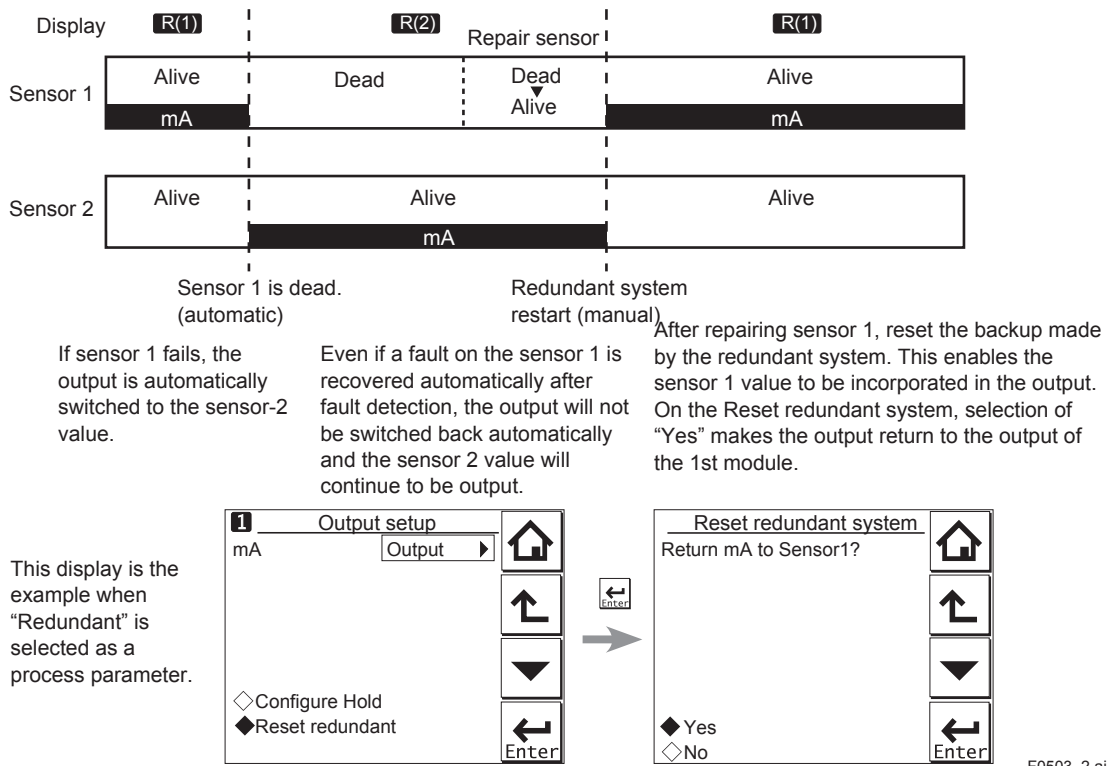 Display R(1) R(2) Repair sensor R(1)
Sensor 1 Alive Dead Dead Alive
Alive
mA mA
Sensor 2 Alive Alive Alive
mA
Sensor 1 is dead.
(automatic)
Redundant system
restart (manual)
If sensor 1 fails, the
output is automatically
switched to the sensor-2
value.
Even if a fault on the sensor 1 is
recovered automatically after
fault detection, the output will not
be switched back automatically
and the sensor 2 value will
continue to be output.
After repairing sensor 1, reset the backup made
by the redundant system. This enables the
sensor 1 value to be incorporated in the output.
On the Reset redundant system, selection of
“Yes” makes the output return to the output of
the 1st module.
This display is the
example when
“Redundant” is
selected as a
process parameter.
1 Output setup
mA Output
Configure Hold
Reset redundant
Enter
Enter
Reset redundant system
Return mA to Sensor1?
Yes
No
Enter
F0503_2.ai